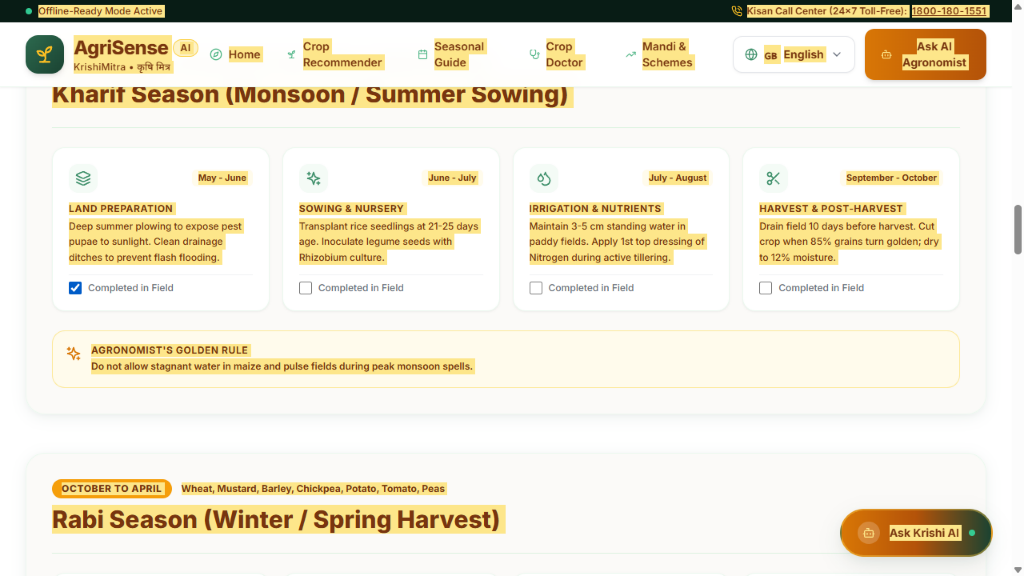 Offline-Ready Mode Active
Kisan Call Center (24×7 Toll-Free): 1800-180-1551
AgriSense AI
KrishiMitra • कृषि मित्र
Home
Crop
Recommender
Seasonal
Guide
Crop
Doctor
Mandi &
Schemes
GB English
Ask AI
Agronomist
Kharif Season (Monsoon / Summer Sowing)
May - June
LAND PREPARATION
Deep summer plowing to expose pest
pupae to sunlight. Clean drainage
ditches to prevent flash flooding.
Completed in Field
June - July
SOWING & NURSERY
Transplant rice seedlings at 21-25 days
age. Inoculate legume seeds with
Rhizobium culture.
Completed in Field
July - August
IRRIGATION & NUTRIENTS
Maintain 3-5 cm standing water in
paddy fields. Apply 1st top dressing of
Nitrogen during active tillering.
Completed in Field
September - October
HARVEST & POST-HARVEST
Drain field 10 days before harvest. Cut
crop when 85% grains turn golden; dry
to 12% moisture.
Completed in Field
AGRONOMIST'S GOLDEN RULE
Do not allow stagnant water in maize and pulse fields during peak monsoon spells.
OCTOBER TO APRIL
Wheat, Mustard, Barley, Chickpea, Potato, Tomato, Peas
Rabi Season (Winter / Spring Harvest)
Ask Krishi AI